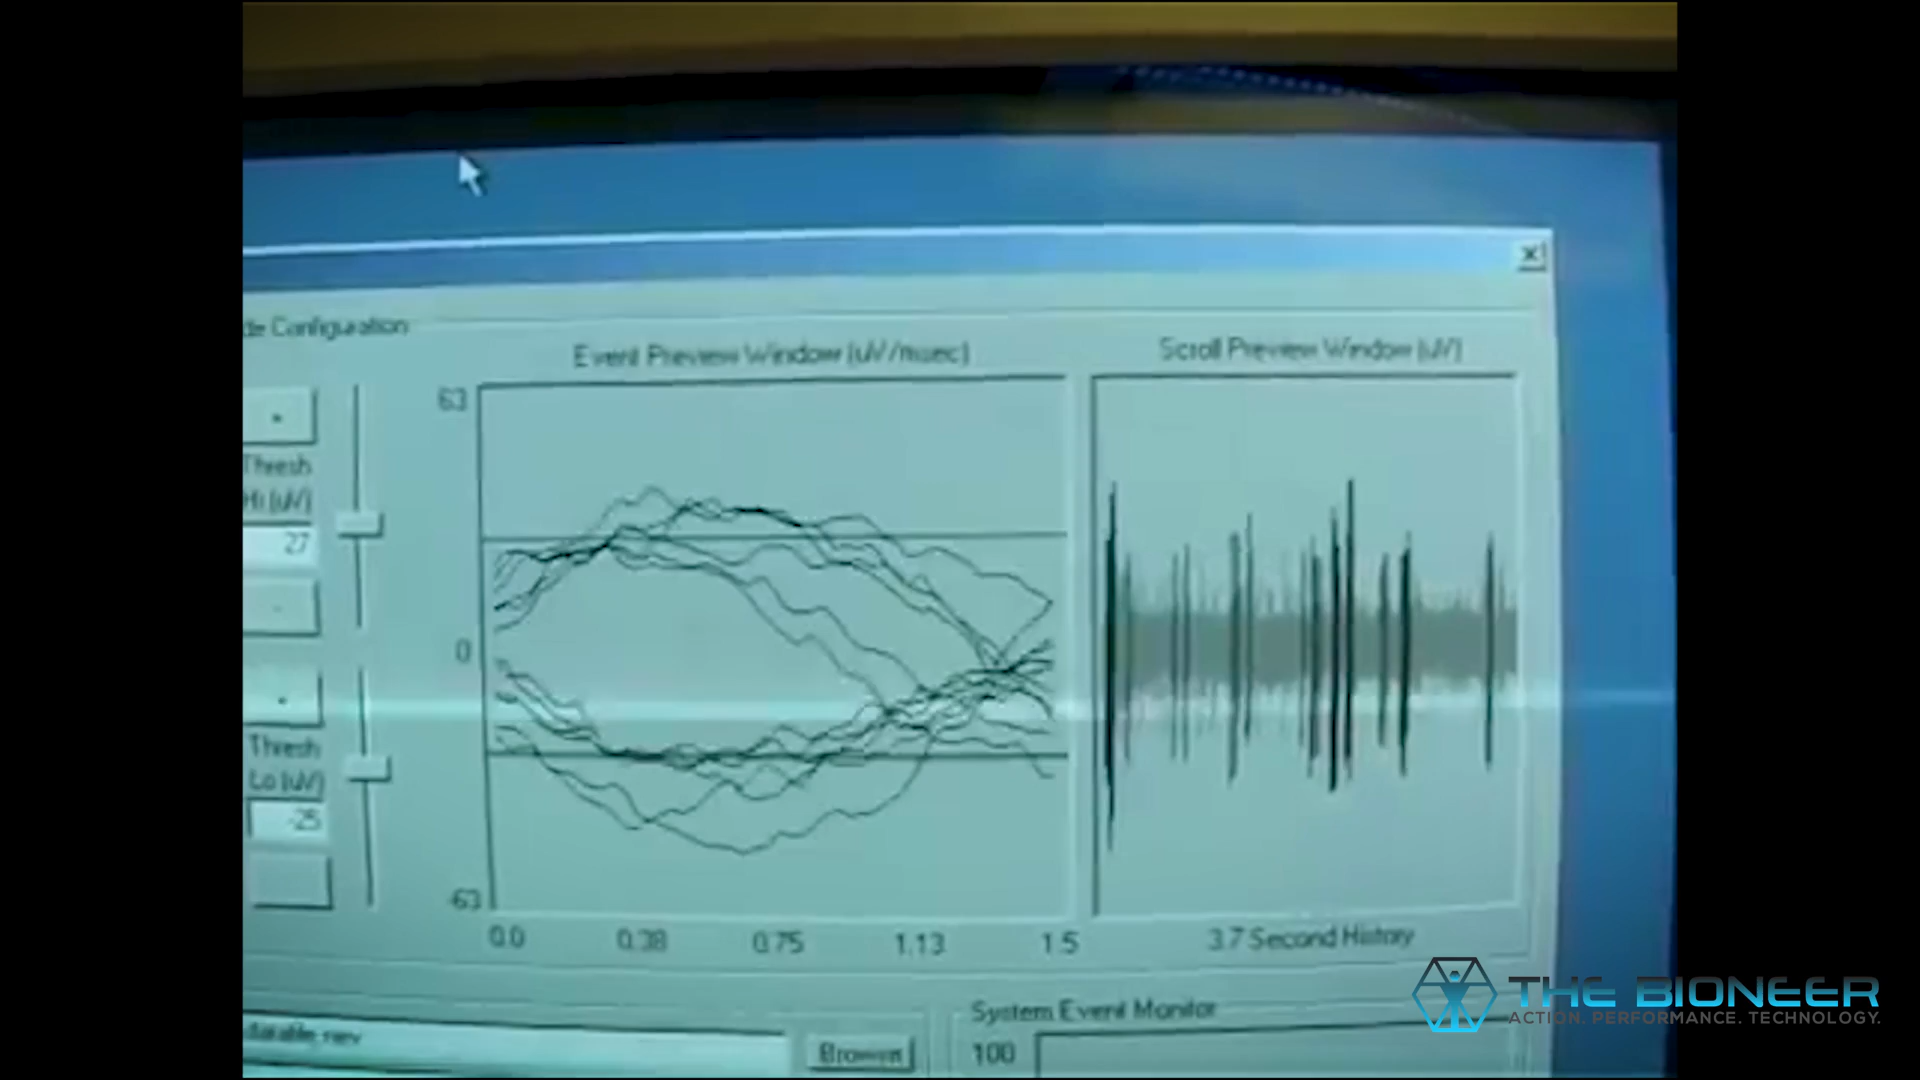 de Configuration
Event Preview Window (uV/msec)
Scroll Preview Window (uV)
63
Thresh
Hi (uV)
27
0
Thresh
Lo (uV)
-25
-63
0.0 0.38 0.75 1.13 1.5
3.7 Second History
System Event Monitor
Browse
100
THE BIONEER
ACTION. PERFORMANCE. TECHNOLOGY.